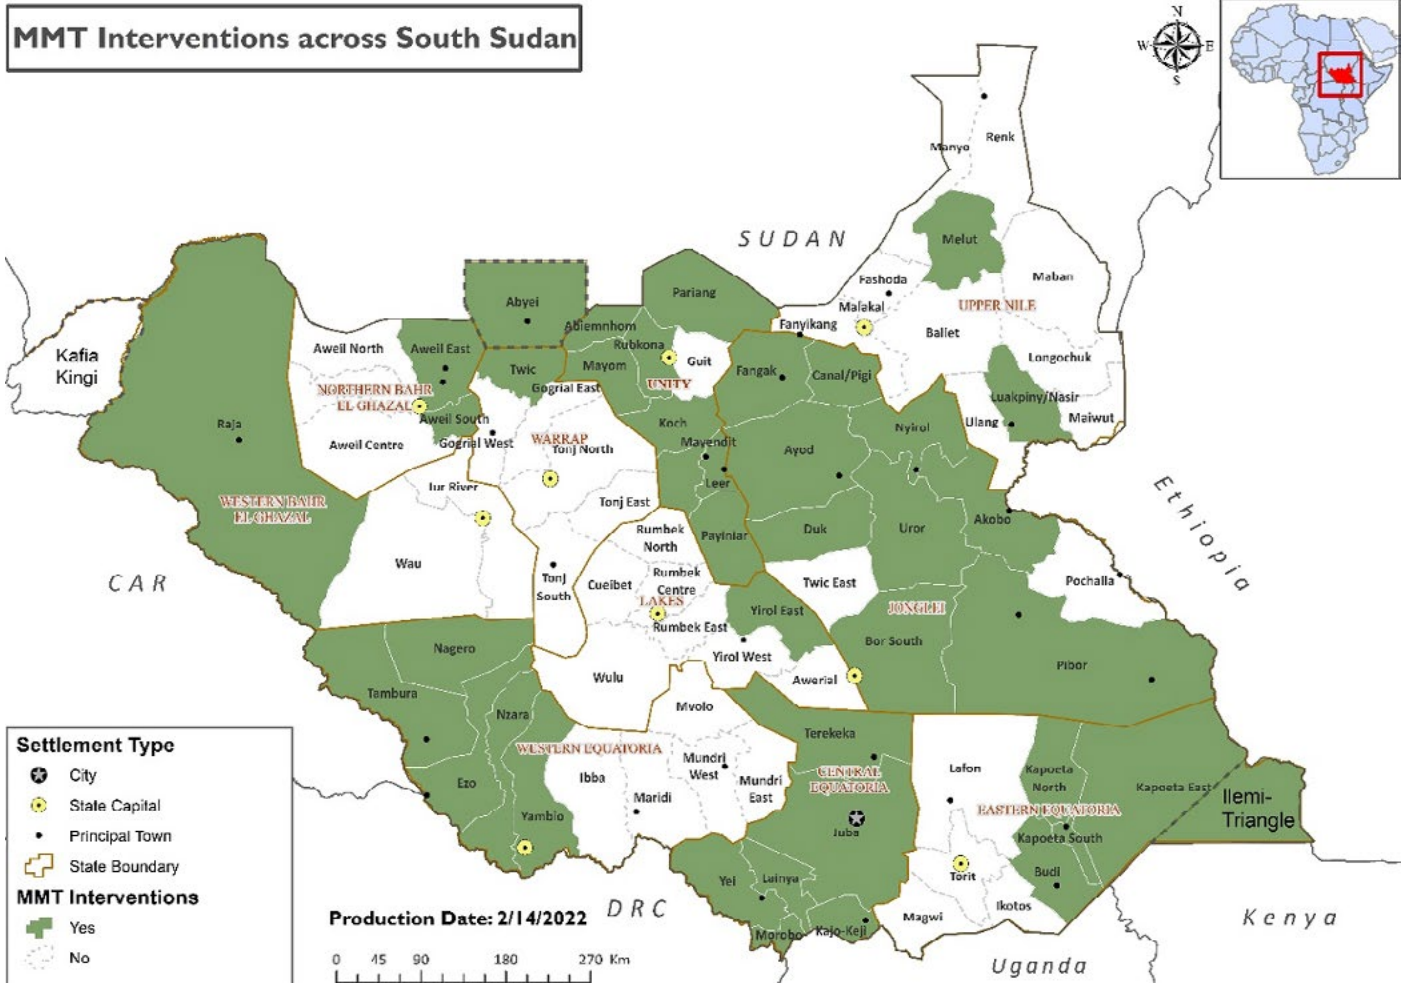 MMT Interventions across South Sudan
N
W
E
S
Renk
Manyo
SUDAN
Melut
Maban
Fashoda
Pariang
UPPER NILE
Abyei
Malakal
Fanyikang
Abiemnhom
Baliet
Rubkona
Aweil North
Aweil East
Kafia
Kingi
Longochuk
Guit
Mayom
Twic
Fangak
Canal/Pigi
UNITY
Gogrial East
NORTHERN BAHR
EL GHAZAL
Luakpiny/Nasir
Maiwut
Aweil South
Koch
Ulang
Raja
Nyirol
Aweil Centre
Gogrial West
WARRAP
Tonj North
Mayendit
Ayod
Leer
Jur River
WESTERN BAHR
EL GHAZAL
Tonj East
Akobo
Ethiopia
Rumbek
North
Payinjar
Duk
Uror
Wau
CAR
Tonj
South
Cueibet
Rumbek
Centre
Twic East
Pochalla
LAKES
Yirol East
JONGLEI
Rumbek East
Bor South
Nagero
Yirol West
Pibor
Wulu
Awerial
Tambura
Mvolo
Nzara
Terekeka
WESTERN EQUATORIA
Settlement Type
City
State Capital
Principal Town
State Boundary
MMT Interventions
Yes
No
Mundri
West
Lafon
Kapoeta
North
CENTRAL
EQUATORIA
Ibba
Ezo
Mundri
East
Kapoeta East
Ilemi-
Triangle
Maridi
EASTERN EQUATORIA
Yambio
Juba
Kapoeta South
Budi
Yei
Lainya
Torit
Ikotos
DRC
Production Date: 2/14/2022
Magwi
Kenya
Morobo
Kajo-Keji
0 45 90 180 270 Km
Uganda